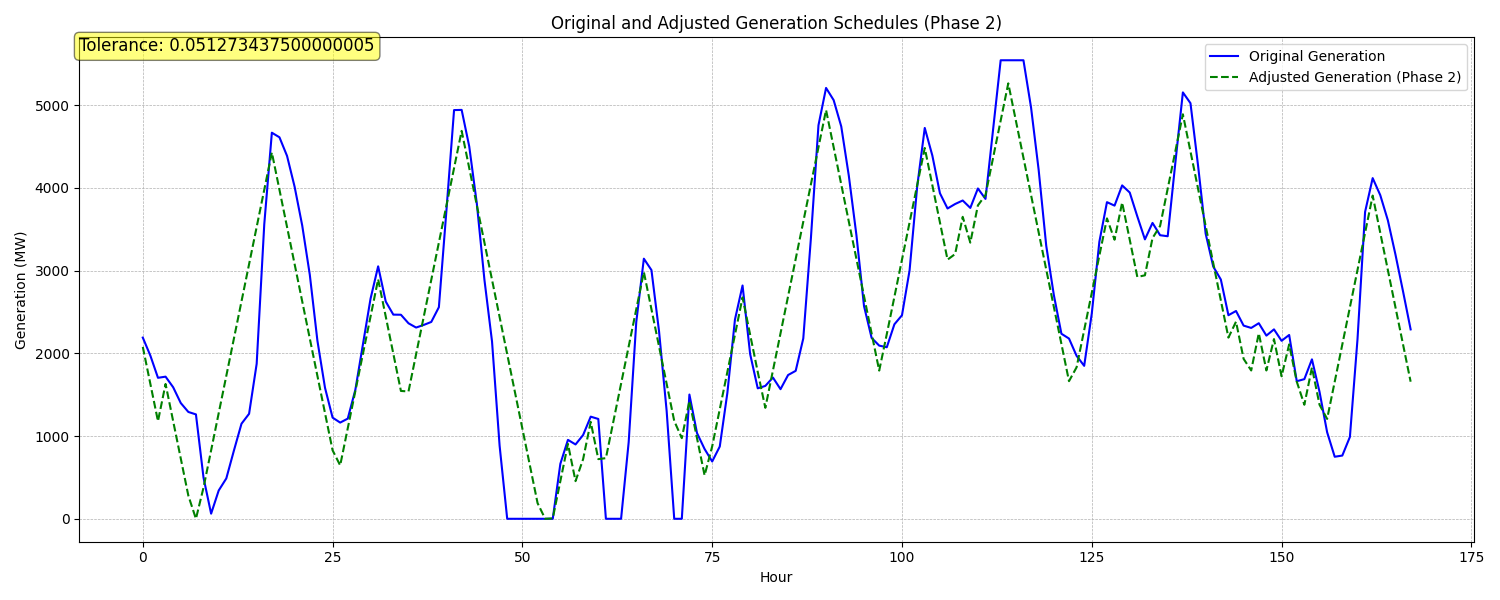 Original and Adjusted Generation Schedules (Phase 2)
Tolerance: 0.051273437500000005
Original Generation
Adjusted Generation (Phase 2)
Generation (MW)
5000
4000
3000
2000
1000
0
0 25 50 75 100 125 150 175
Hour